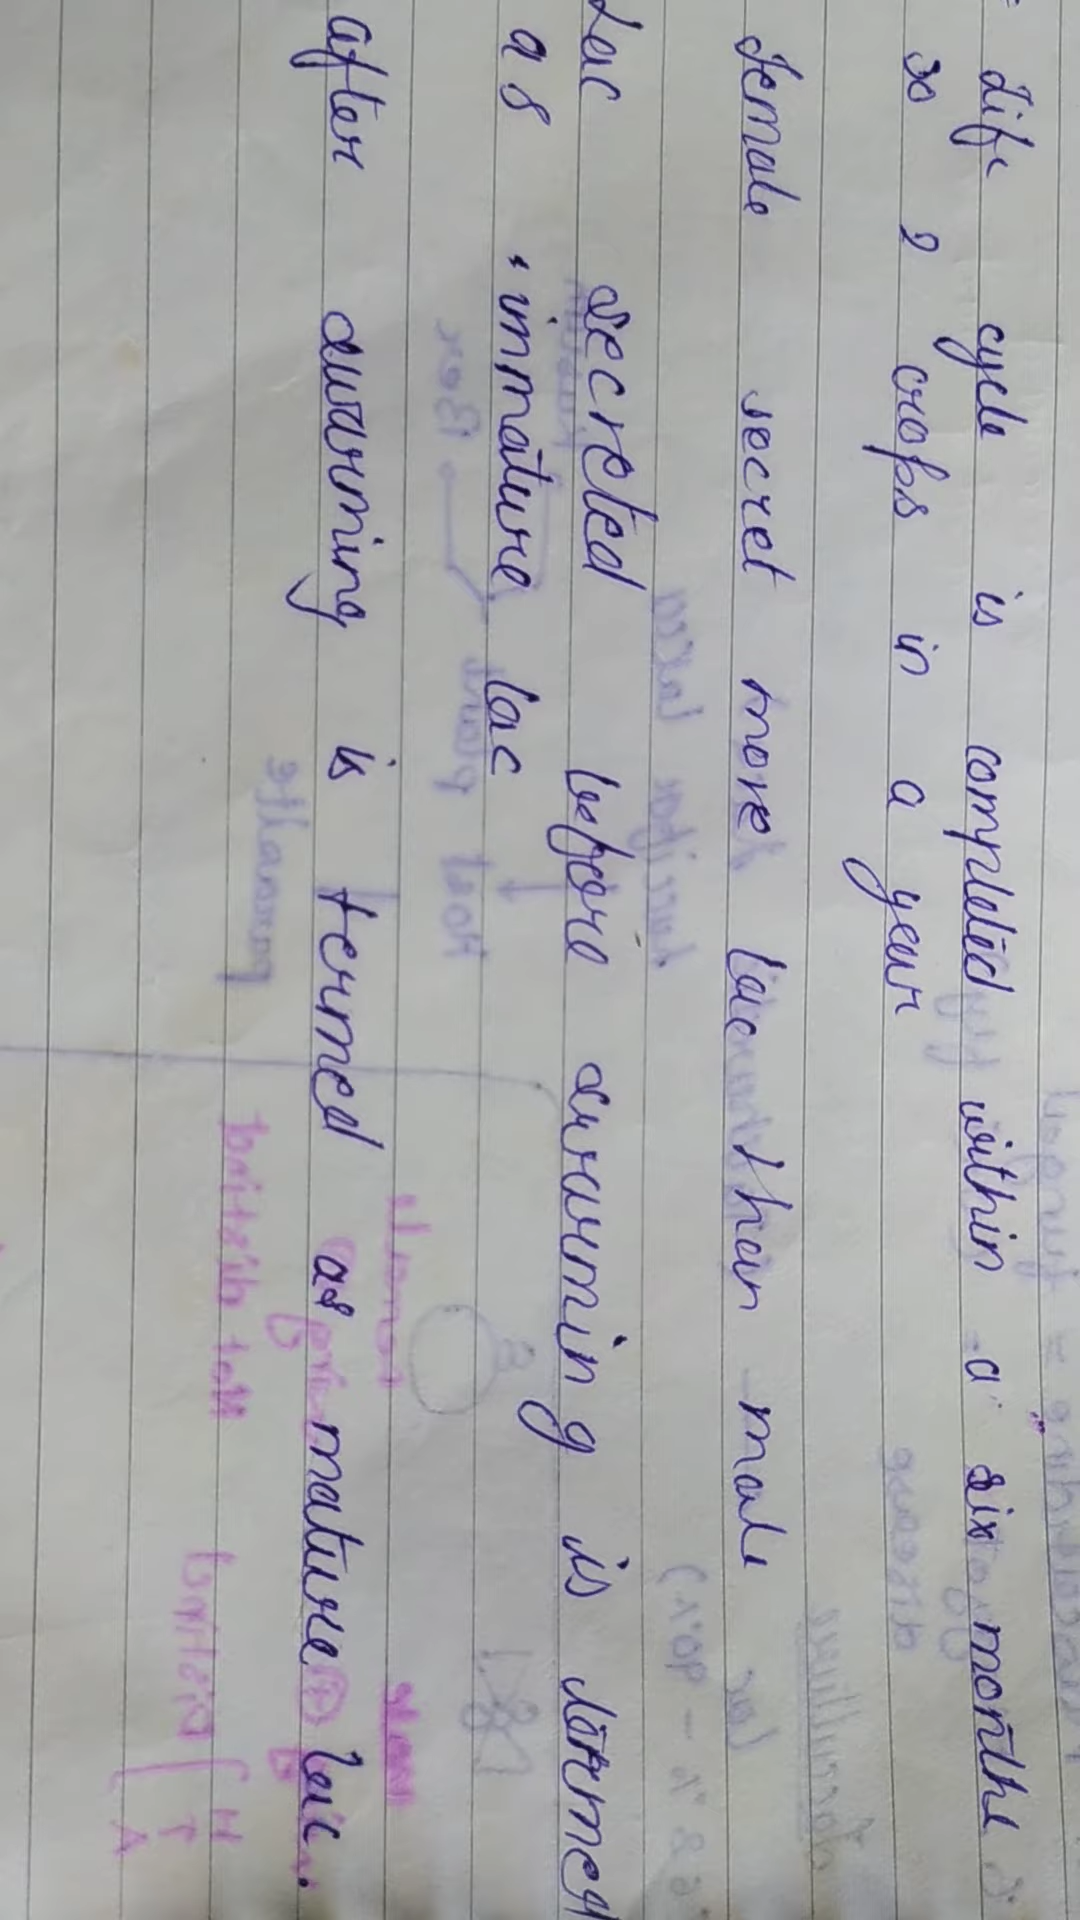 = Life cycle is completed within a six months
so 2 crops in a year
Female secret more lac than male
Lac secreted before swarming is termed
as immature lac
after swarming is termed as mature lac.